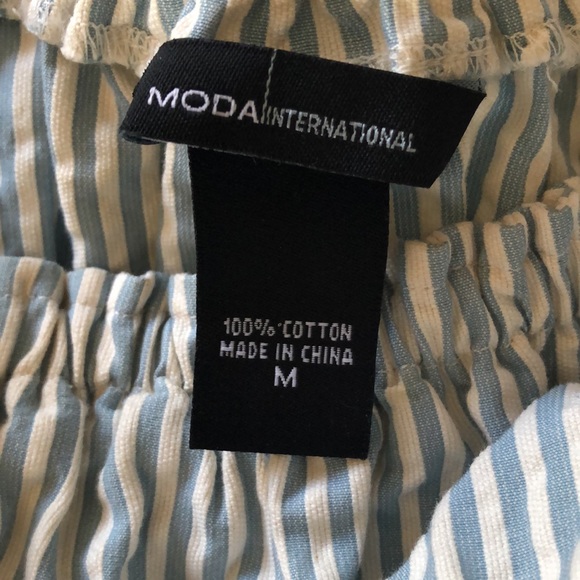 MODA INTERNATIONAL
100% COTTON
MADE IN CHINA
M